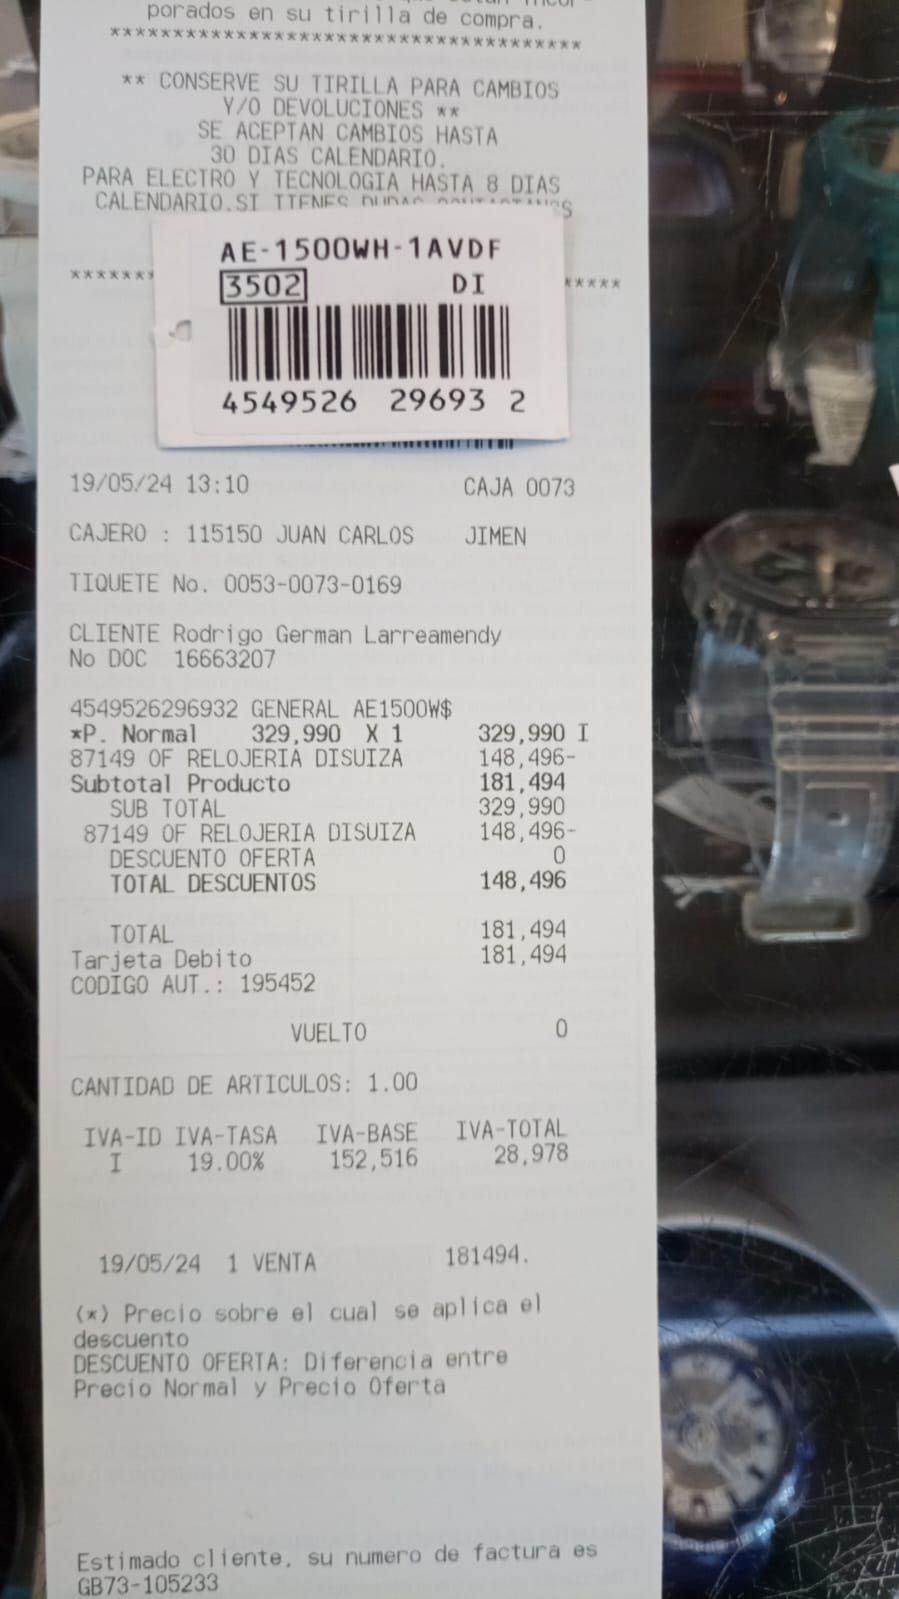 porados en su tirilla de compra.
*************************************
** CONSERVE SU TIRILLA PARA CAMBIOS
Y/O DEVOLUCIONES **
SE ACEPTAN CAMBIOS HASTA
30 DIAS CALENDARIO.
PARA ELECTRO Y TECNOLOGIA HASTA 8 DIAS
CALENDARIO.SI TIENES DUDAS CONTACTANOS
AE-1500WH-1AVDF
3502 DI
4549526 29693 2
19/05/24 13:10 CAJA 0073
CAJERO : 115150 JUAN CARLOS JIMEN
TIQUETE No. 0053-0073-0169
CLIENTE Rodrigo German Larreamendy
No DOC 16663207
4549526296932 GENERAL AE1500W$
*P. Normal 329,990 X 1 329,990 I
87149 OF RELOJERIA DISUIZA 148,496-
Subtotal Producto 181,494
SUB TOTAL 329,990
87149 OF RELOJERIA DISUIZA 148,496-
DESCUENTO OFERTA 0
TOTAL DESCUENTOS 148,496
TOTAL 181,494
Tarjeta Debito 181,494
CODIGO AUT.: 195452
VUELTO 0
CANTIDAD DE ARTICULOS: 1.00
IVA-ID IVA-TASA IVA-BASE IVA-TOTAL
I 19.00% 152,516 28,978
19/05/24 1 VENTA 181494.
(*) Precio sobre el cual se aplica el
descuento
DESCUENTO OFERTA: Diferencia entre
Precio Normal y Precio Oferta
Estimado cliente, su numero de factura es
GB73-105233